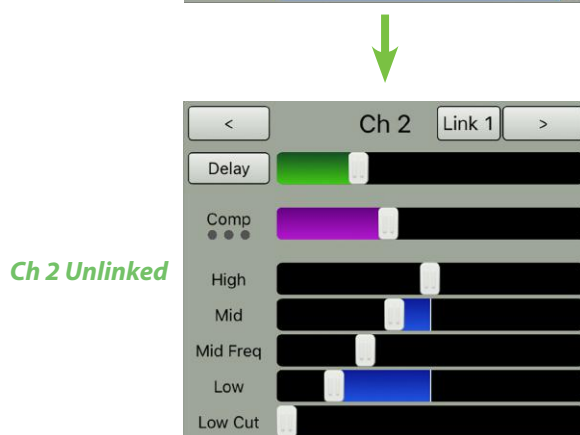 < Ch 2 Link 1 >
Delay
Comp
Ch 2 Unlinked
High
Mid
Mid Freq
Low
Low Cut